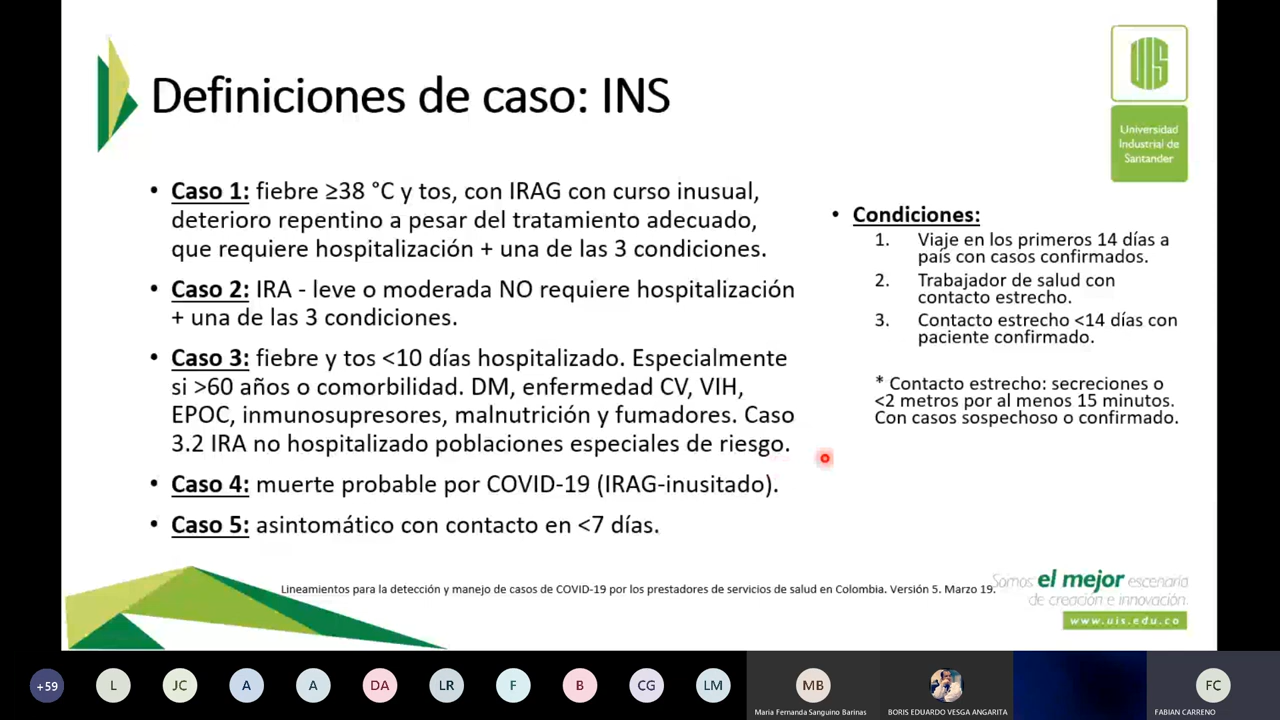 Definiciones de caso: INS
UIS
Universidad
Industrial de
Santander
• Caso 1: fiebre ≥38 °C y tos, con IRAG con curso inusual,
deterioro repentino a pesar del tratamiento adecuado,
que requiere hospitalización + una de las 3 condiciones.
• Caso 2: IRA - leve o moderada NO requiere hospitalización
+ una de las 3 condiciones.
• Caso 3: fiebre y tos <10 días hospitalizado. Especialmente
si >60 años o comorbilidad. DM, enfermedad CV, VIH,
EPOC, inmunosupresores, malnutrición y fumadores. Caso
3.2 IRA no hospitalizado poblaciones especiales de riesgo.
• Caso 4: muerte probable por COVID-19 (IRAG-inusitado).
• Caso 5: asintomático con contacto en <7 días.
• Condiciones:
1. Viaje en los primeros 14 días a
país con casos confirmados.
2. Trabajador de salud con
contacto estrecho.
3. Contacto estrecho <14 días con
paciente confirmado.
* Contacto estrecho: secreciones o
<2 metros por al menos 15 minutos.
Con casos sospechoso o confirmado.
Lineamientos para la detección y manejo de casos de COVID-19 por los prestadores de servicios de salud en Colombia. Versión 5. Marzo 19.
Somos el mejor escenario
de creación e innovación.
www.uis.edu.co
+59
L
JC
A
A
DA
LR
F
B
CG
LM
MB
FC
Maria Fernanda Sanguino Barinas
BORIS EDUARDO VESGA ANGARITA
FABIAN CARRENO